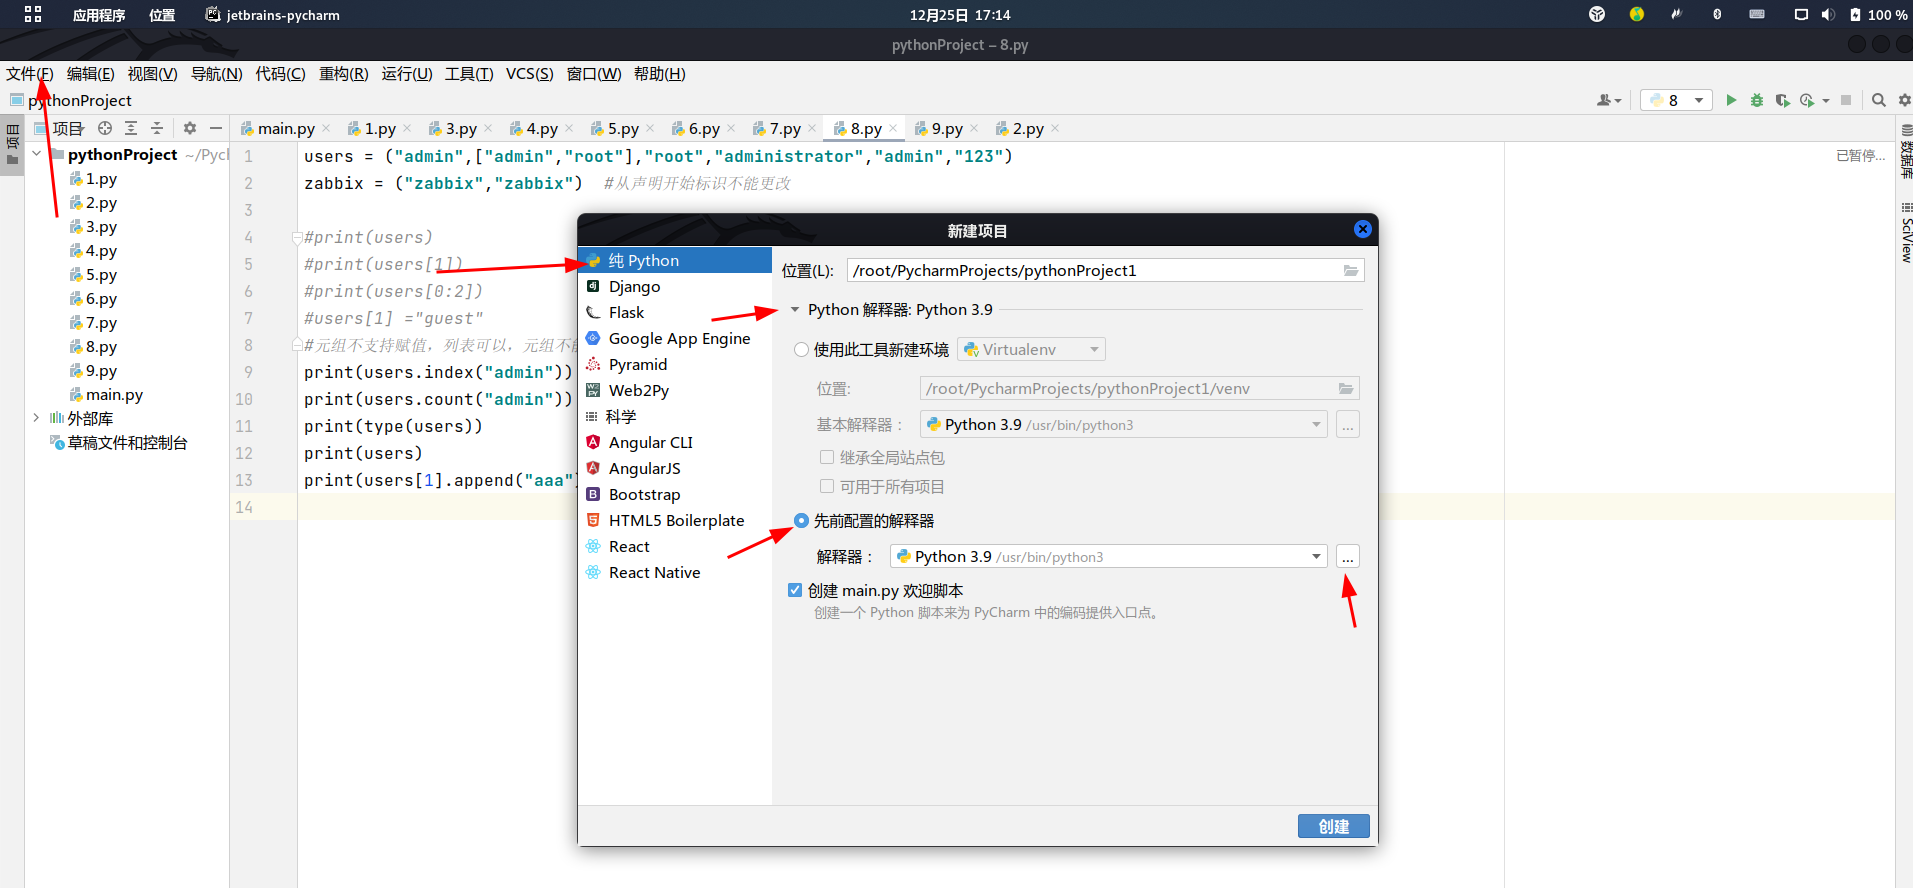 应用程序 位置 jetbrains-pycharm 12月25日 17:14 100 %
pythonProject – 8.py
文件(F) 编辑(E) 视图(V) 导航(N) 代码(C) 重构(R) 运行(U) 工具(T) VCS(S) 窗口(W) 帮助(H)
pythonProject 8
项目 main.py 1.py 3.py 4.py 5.py 6.py 7.py 8.py 9.py 2.py
项目
pythonProject ~/Pycl
1.py
2.py
3.py
4.py
5.py
6.py
7.py
8.py
9.py
main.py
外部库
草稿文件和控制台
1 users = ("admin",["admin","root"],"root","administrator","admin","123")
2 zabbix = ("zabbix","zabbix") #从声明开始标识不能更改
3
4 #print(users)
5 #print(users[1])
6 #print(users[0:2])
7 #users[1] ="guest"
8 #元组不支持赋值，列表可以，元组不
9 print(users.index("admin"))
10 print(users.count("admin"))
11 print(type(users))
12 print(users)
13 print(users[1].append("aaa"
14
已暂停...
数据库
SciView
新建项目
纯 Python
Django
Flask
Google App Engine
Pyramid
Web2Py
科学
Angular CLI
AngularJS
Bootstrap
HTML5 Boilerplate
React
React Native
位置(L): /root/PycharmProjects/pythonProject1
Python 解释器: Python 3.9
使用此工具新建环境 Virtualenv
位置: /root/PycharmProjects/pythonProject1/venv
基本解释器： Python 3.9 /usr/bin/python3 ...
继承全局站点包
可用于所有项目
先前配置的解释器
解释器： Python 3.9 /usr/bin/python3 ...
创建 main.py 欢迎脚本
创建一个 Python 脚本来为 PyCharm 中的编码提供入口点。
创建